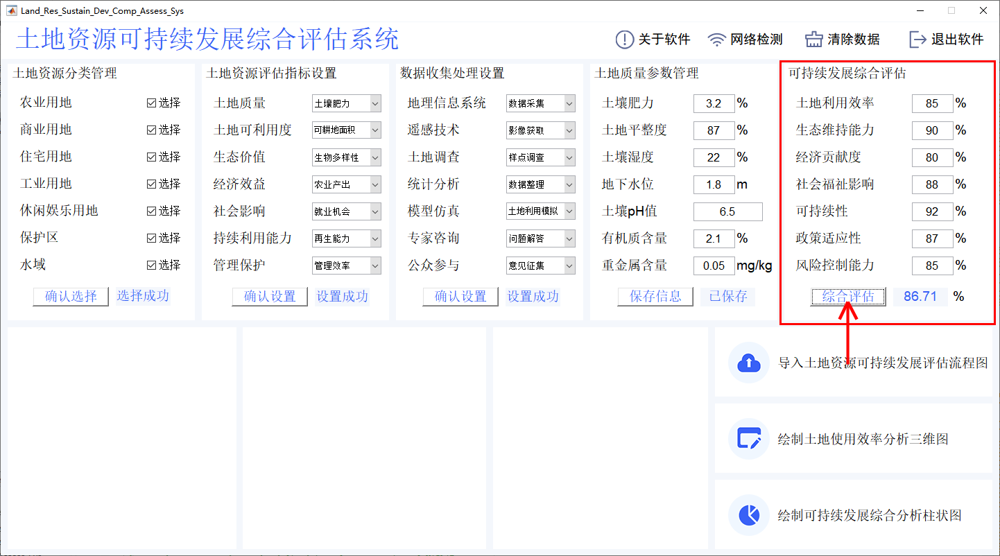 Land_Res_Sustain_Dev_Comp_Assess_Sys
土地资源可持续发展综合评估系统
关于软件
网络检测
清除数据
退出软件
土地资源分类管理
农业用地 选择
商业用地 选择
住宅用地 选择
工业用地 选择
休闲娱乐用地 选择
保护区 选择
水域 选择
确认选择 选择成功
土地资源评估指标设置
土地质量 土壤肥力
土地可利用度 可耕地面积
生态价值 生物多样性
经济效益 农业产出
社会影响 就业机会
持续利用能力 再生能力
管理保护 管理效率
确认设置 设置成功
数据收集处理设置
地理信息系统 数据采集
遥感技术 影像获取
土地调查 样点调查
统计分析 数据整理
模型仿真 土地利用模拟
专家咨询 问题解答
公众参与 意见征集
确认设置 设置成功
土地质量参数管理
土壤肥力 3.2 %
土地平整度 87 %
土壤湿度 22 %
地下水位 1.8 m
土壤pH值 6.5
有机质含量 2.1 %
重金属含量 0.05 mg/kg
保存信息 已保存
可持续发展综合评估
土地利用效率 85 %
生态维持能力 90 %
经济贡献度 80 %
社会福祉影响 88 %
可持续性 92 %
政策适应性 87 %
风险控制能力 85 %
综合评估 86.71 %
导入土地资源可持续发展评估流程图
绘制土地使用效率分析三维图
绘制可持续发展综合分析柱状图